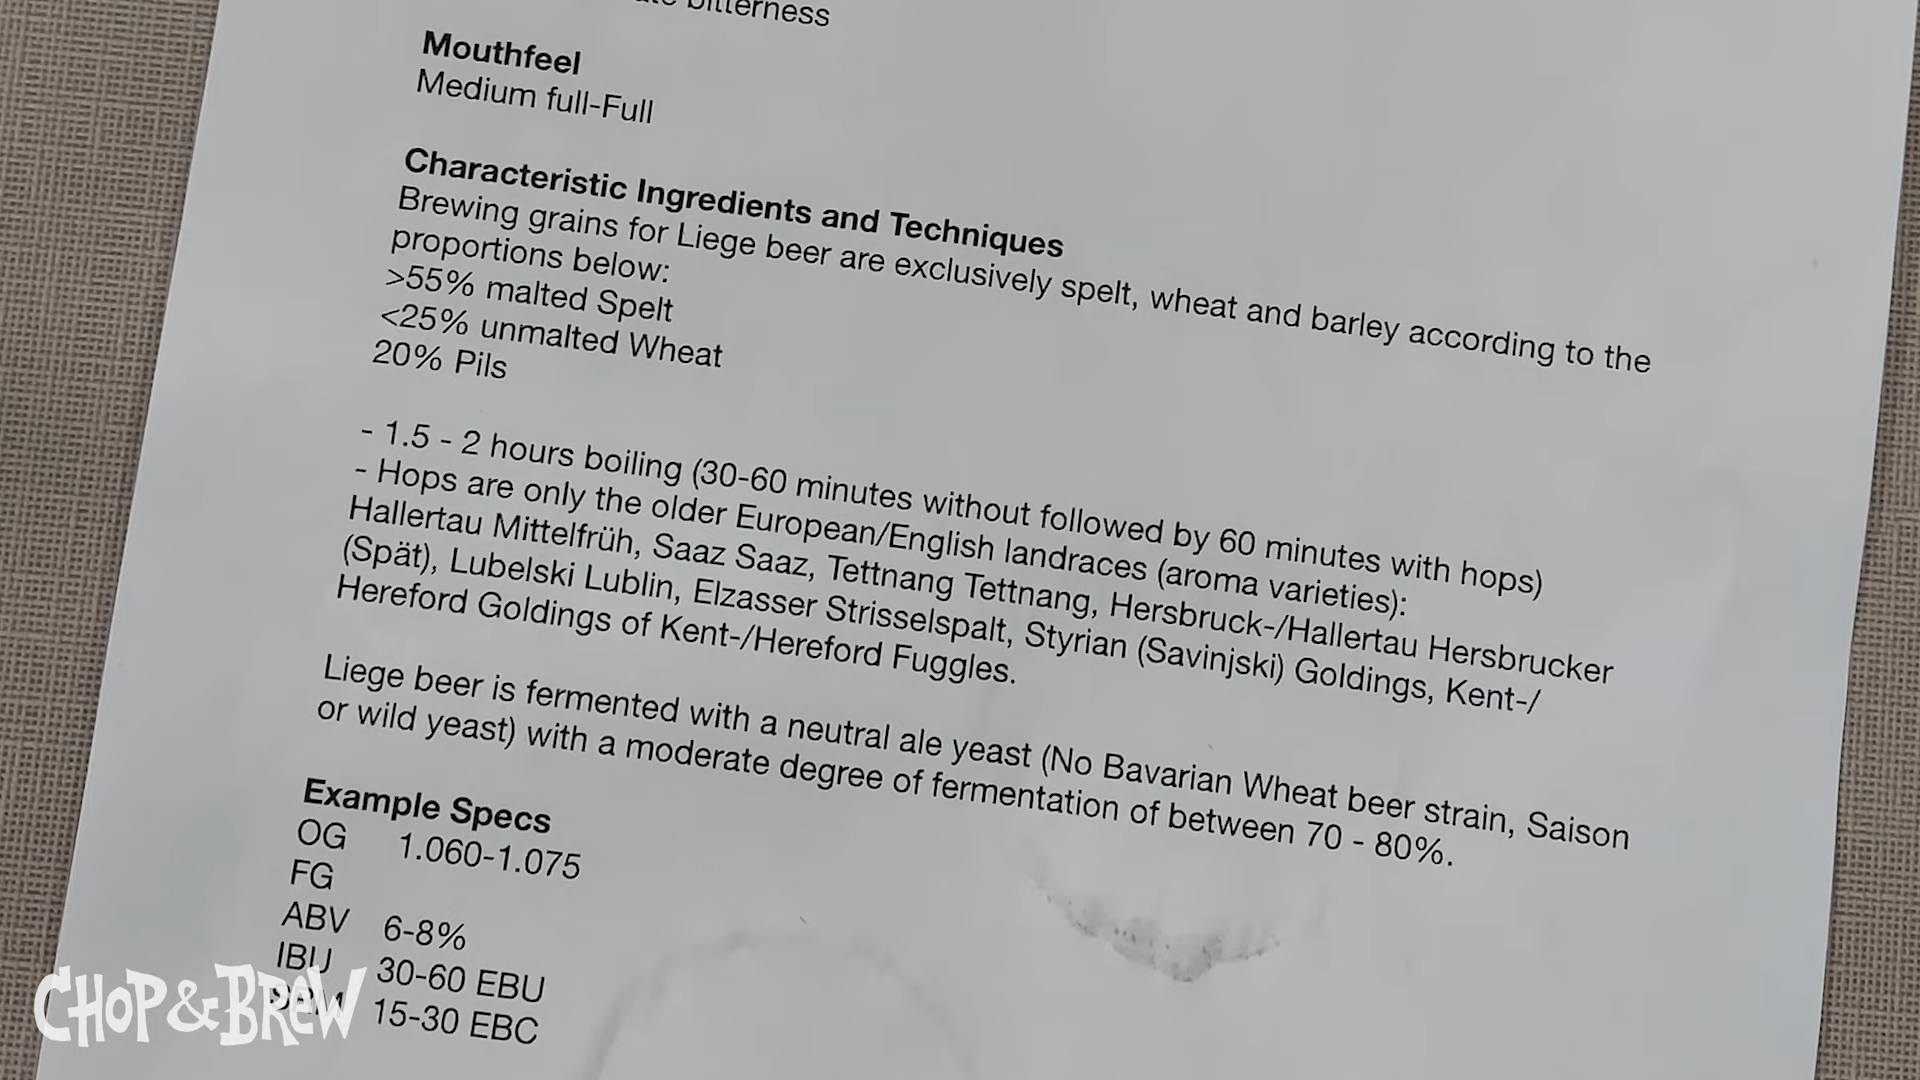 bitterness
Mouthfeel
Medium full-Full
Characteristic Ingredients and Techniques
Brewing grains for Liege beer are exclusively spelt, wheat and barley according to the
proportions below:
>55% malted Spelt
<25% unmalted Wheat
20% Pils
- 1.5 - 2 hours boiling (30-60 minutes without followed by 60 minutes with hops)
- Hops are only the older European/English landraces (aroma varieties):
Hallertau Mittelfrüh, Saaz Saaz, Tettnang Tettnang, Hersbruck-/Hallertau Hersbrucker
(Spät), Lubelski Lublin, Elzasser Strisselspalt, Styrian (Savinjski) Goldings, Kent-/
Hereford Goldings of Kent-/Hereford Fuggles.
Liege beer is fermented with a neutral ale yeast (No Bavarian Wheat beer strain, Saison
or wild yeast) with a moderate degree of fermentation of between 70 - 80%.
Example Specs
OG 1.060-1.075
FG
ABV 6-8%
IBU 30-60 EBU
15-30 EBC
CHOP & BREW